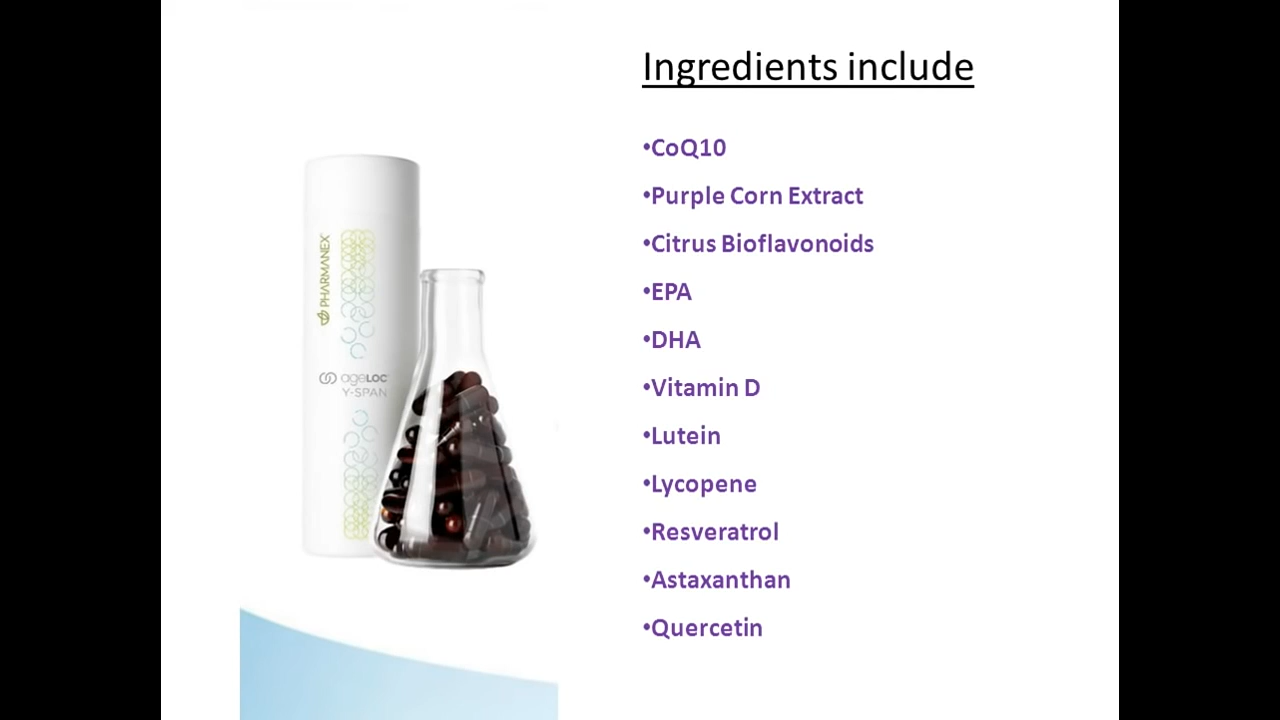 Ingredients include
•CoQ10
•Purple Corn Extract
•Citrus Bioflavonoids
•EPA
•DHA
•Vitamin D
•Lutein
•Lycopene
•Resveratrol
•Astaxanthan
•Quercetin
PHARMANEX
ageLOC
Y-SPAN